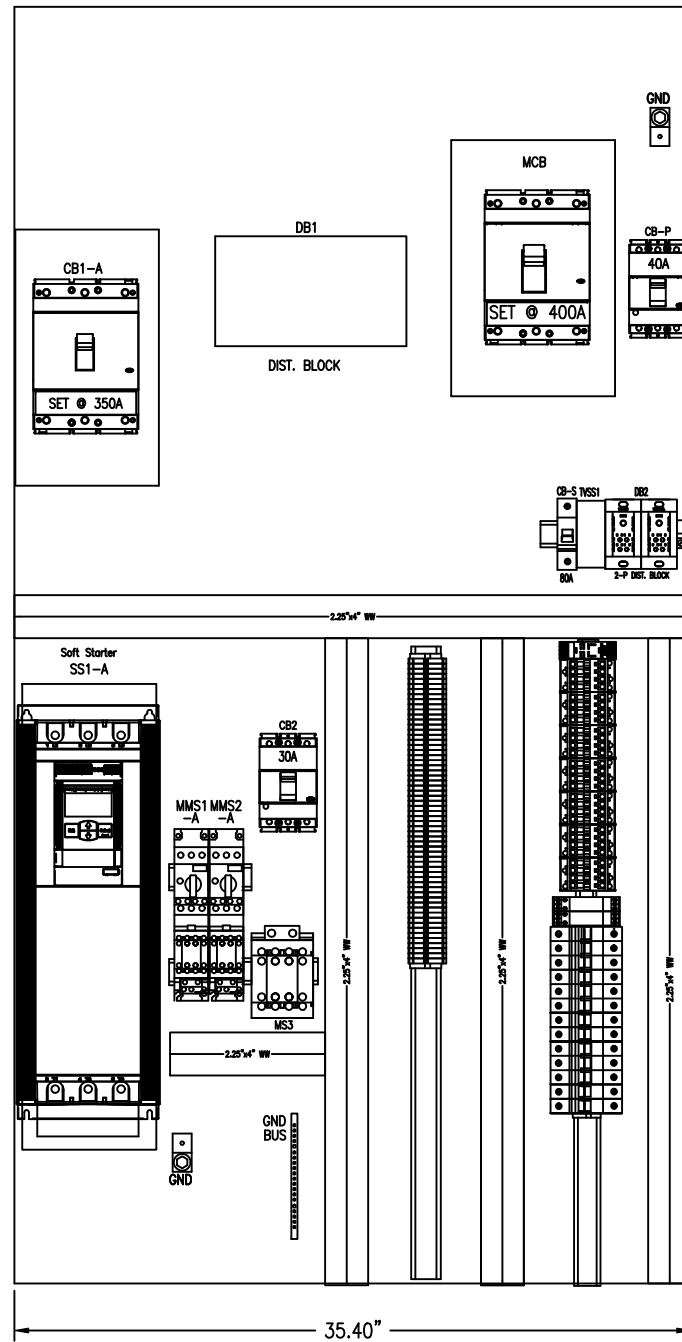 GND
MCB
CB-P
40A
DB1
CB1-A
SET @ 400A
DIST. BLOCK
SET @ 350A
CB-S TVSS1 DB2
80A 2-P DIST. BLOCK
2.25"x4" WW
Soft Starter
SS1-A
CB2
30A
MMS1 MMS2
-A -A
MS3
2.25"x4" WW
2.25"x4" WW
2.25"x4" WW
2.25"x4" WW
GND
BUS
GND
35.40"